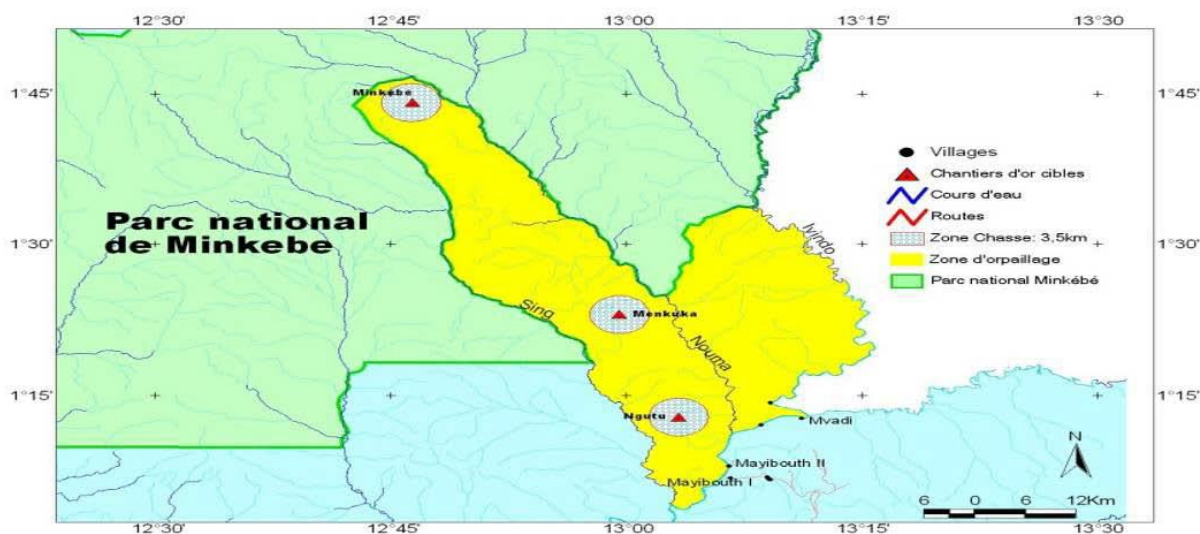 12°30' 12°45' 13°00' 13°15' 13°30'
1°45' 1°45'
Minkebe
Villages
Chantiers d'or cibles
Cours d'eau
Routes
Zone Chasse: 3,5km
Zone d'orpaillage
Parc national Minkébé
Parc national
de Minkebe
Iyindo
1°30' 1°30'
Sing
Menkuka
Nouma
1°15' 1°15'
Ngutu
Mvadi
Mayibouth II
Mayibouth I
N
6 0 6 12Km
12°30' 12°45' 13°00' 13°15' 13°30'